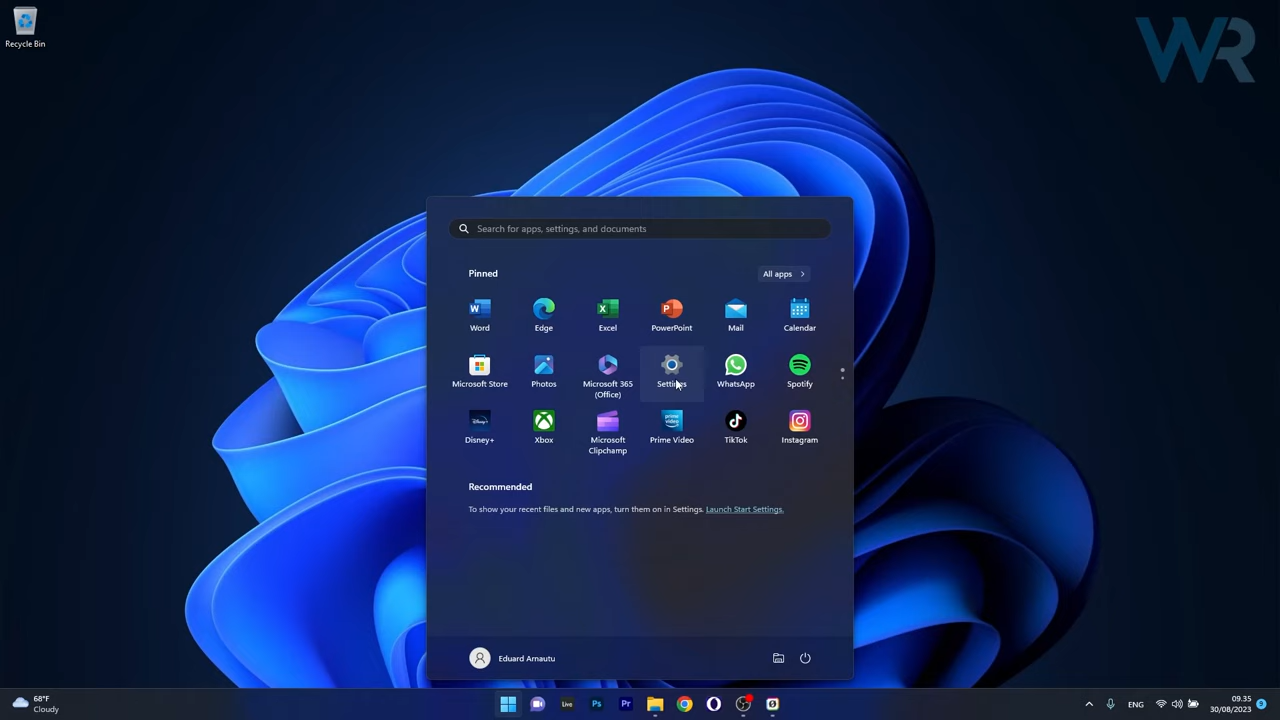 Recycle Bin
WR
Search for apps, settings, and documents
Pinned
All apps
Word
Edge
Excel
PowerPoint
Mail
Calendar
Microsoft Store
Photos
Microsoft 365
(Office)
Settings
WhatsApp
Spotify
Disney+
Xbox
Microsoft
Clipchamp
Prime Video
TikTok
Instagram
Recommended
To show your recent files and new apps, turn them on in Settings. Launch Start Settings.
Eduard Arnautu
68°F
Cloudy
Live
Ps
Pr
ENG
09.35
30/08/2023